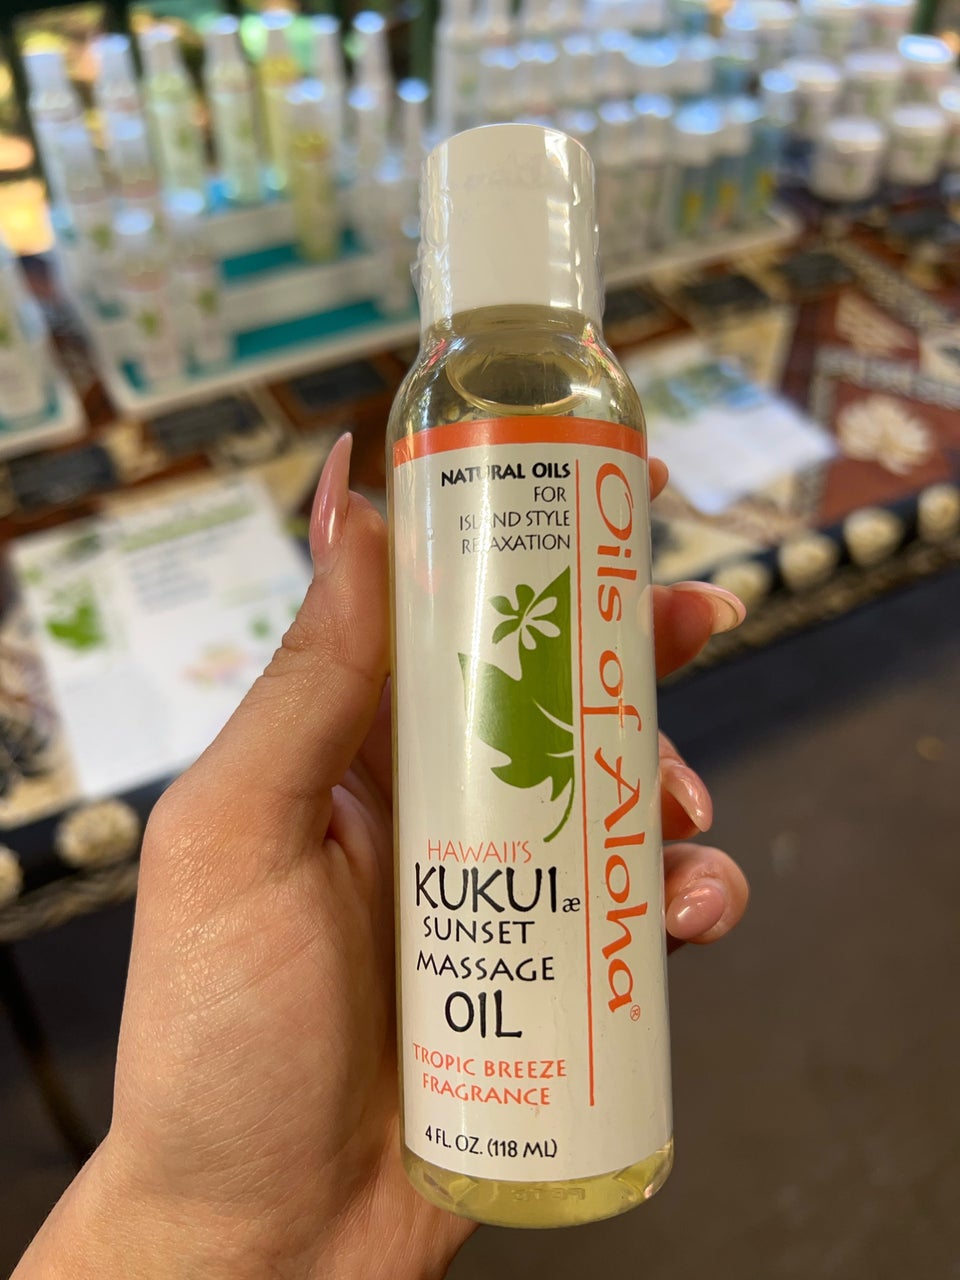 NATURAL OILS
FOR
ISLAND STYLE
RELAXATION
Oils of Aloha®
HAWAII'S
KUKUI æ
SUNSET
MASSAGE
OIL
TROPIC BREEZE
FRAGRANCE
4 FL. OZ. (118 ML)